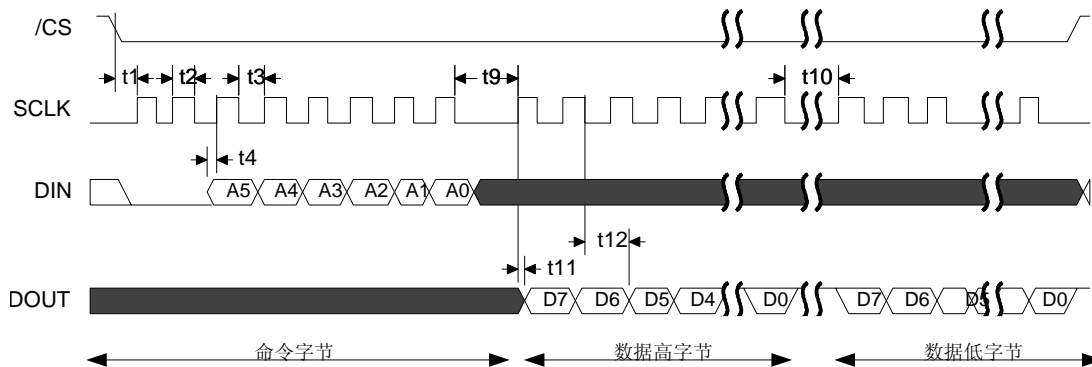 /CS
t1 t2 t3 t9 t10
SCLK
t4
DIN A5 A4 A3 A2 A1 A0
t12
t11
DOUT D7 D6 D5 D4 D0 D7 D6 D5 D0
命令字节 数据高字节 数据低字节